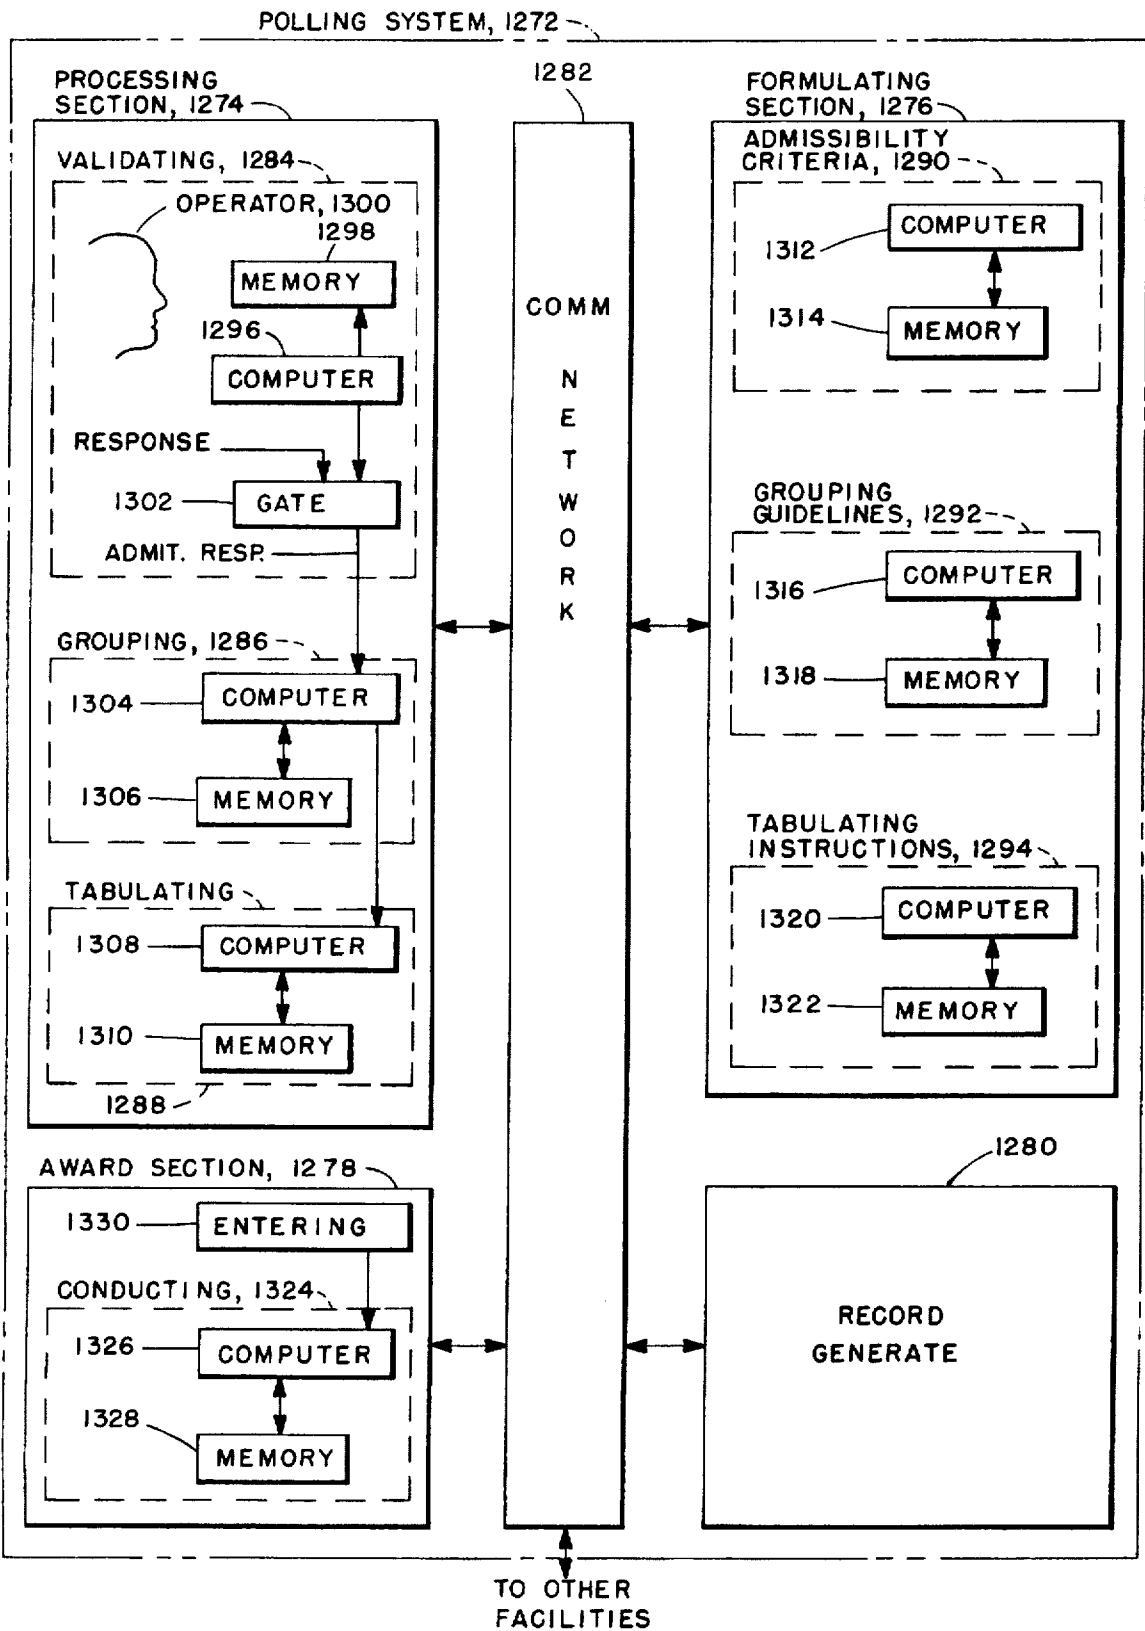 POLLING SYSTEM, 1272
PROCESSING
SECTION, 1274
VALIDATING, 1284
OPERATOR, 1300
1298
MEMORY
1296
COMPUTER
RESPONSE
1302
GATE
ADMIT. RESP.
GROUPING, 1286
1304
COMPUTER
1306
MEMORY
TABULATING
1308
COMPUTER
1310
MEMORY
1288
AWARD SECTION, 1278
1330
ENTERING
CONDUCTING, 1324
1326
COMPUTER
1328
MEMORY
1282
COMM
NETWORK
TO OTHER
FACILITIES
FORMULATING
SECTION, 1276
ADMISSIBILITY
CRITERIA, 1290
COMPUTER
1312
1314
MEMORY
GROUPING
GUIDELINES, 1292
COMPUTER
1316
1318
MEMORY
TABULATING
INSTRUCTIONS, 1294
1320
COMPUTER
1322
MEMORY
1280
RECORD
GENERATE